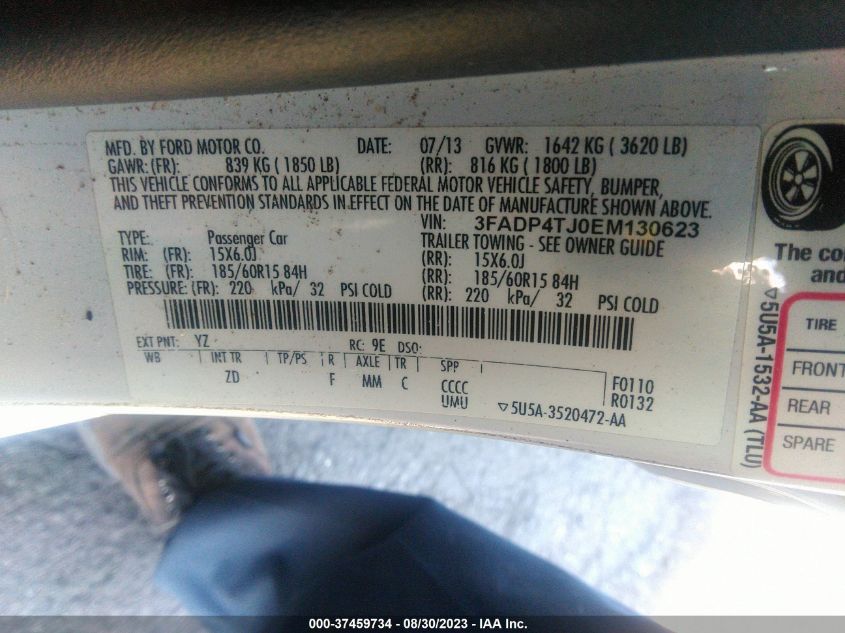 MFD. BY FORD MOTOR CO. DATE: 07/13 GVWR: 1642 KG ( 3620 LB)
GAWR: (FR): 839 KG ( 1850 LB) (RR): 816 KG ( 1800 LB)
THIS VEHICLE CONFORMS TO ALL APPLICABLE FEDERAL MOTOR VEHICLE SAFETY, BUMPER,
AND THEFT PREVENTION STANDARDS IN EFFECT ON THE DATE OF MANUFACTURE SHOWN ABOVE.
VIN: 3FADP4TJ0EM130623
TYPE: Passenger Car TRAILER TOWING - SEE OWNER GUIDE
RIM: (FR): 15X6.0J (RR): 15X6.0J
TIRE: (FR): 185/60R15 84H (RR): 185/60R15 84H
PRESSURE: (FR): 220 kPa/ 32 PSI COLD (RR): 220 kPa/ 32 PSI COLD
EXT PNT: YZ RC: 9E DSO:
WB INT TR TP/PS R AXLE TR SPP
ZD F MM C CCCC F0110
UMU R0132
▽5U5A-3520472-AA
The co
and
▽5U5A-1532-AA (TLU)
TIRE
FRONT
REAR
SPARE
000-37459734 - 08/30/2023 - IAA Inc.